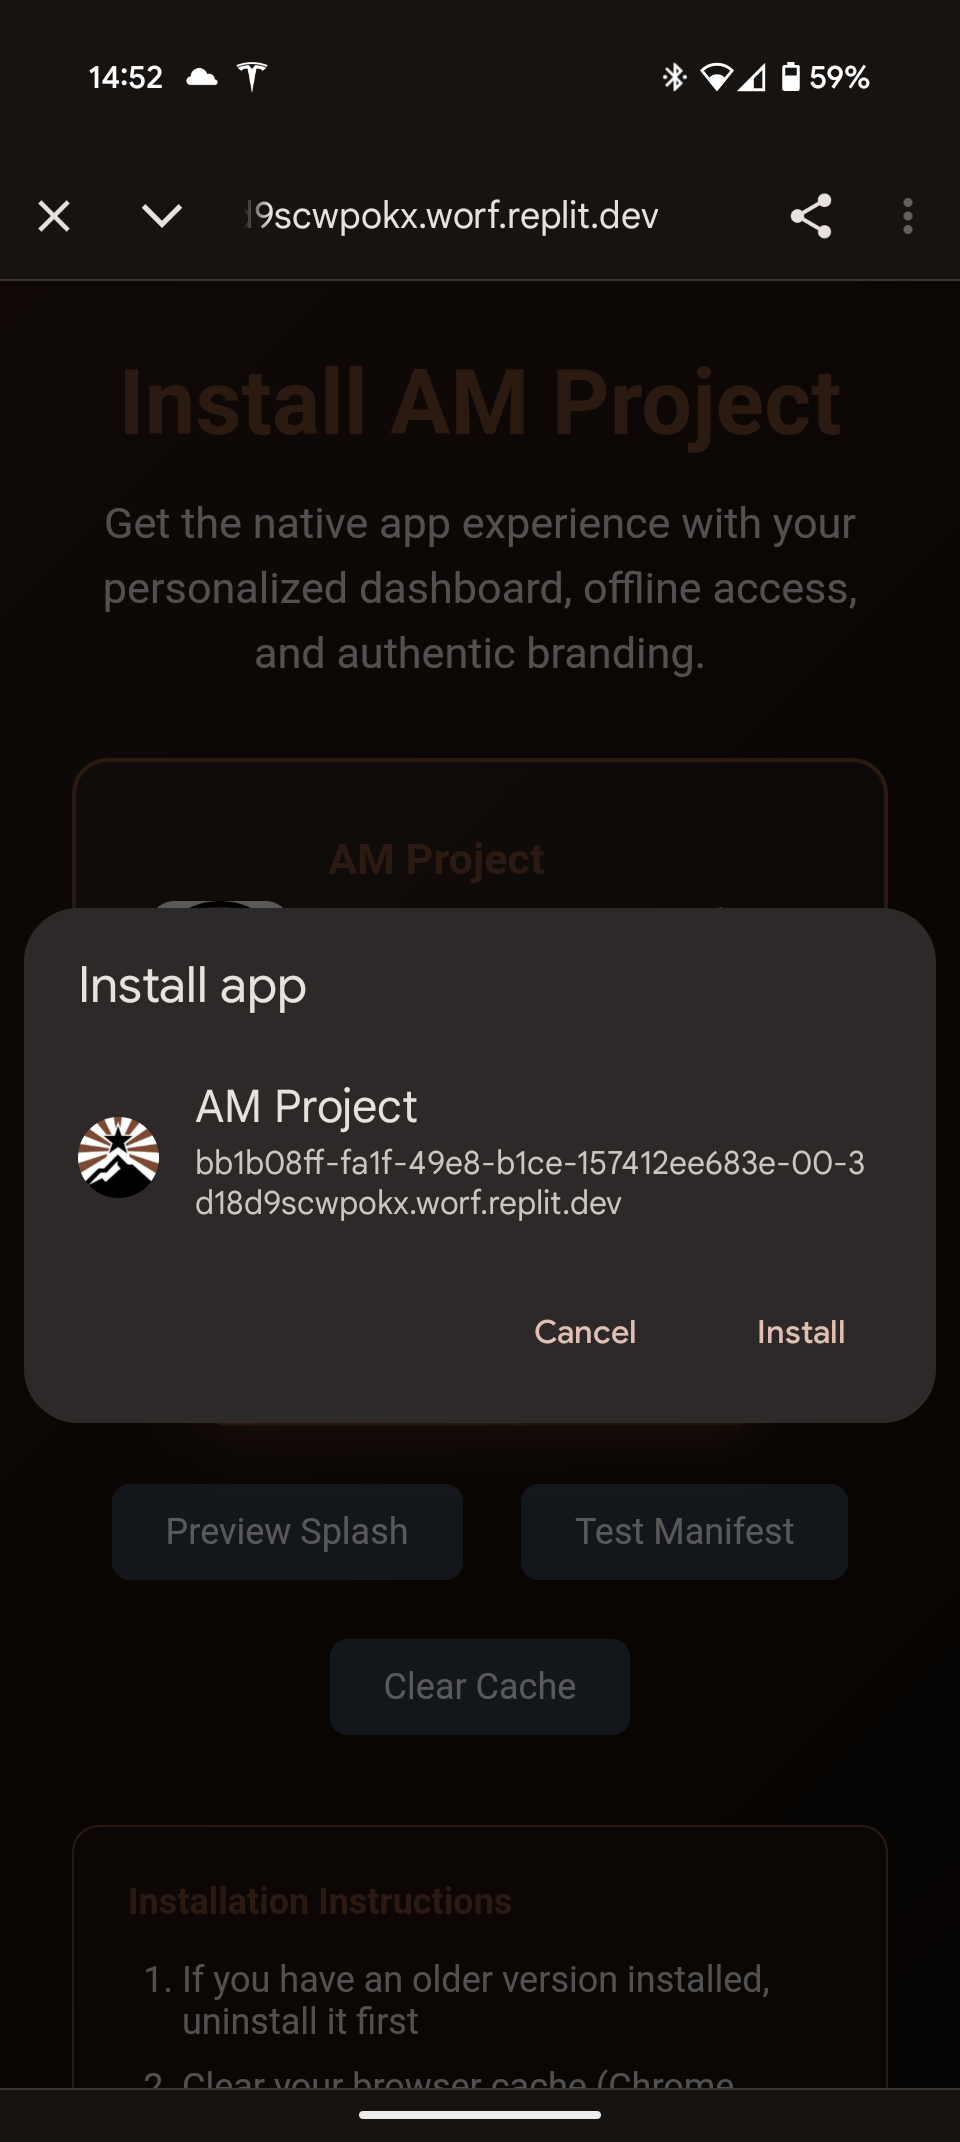 14:52
59%
d9scwpokx.worf.replit.dev
Install AM Project
Get the native app experience with your
personalized dashboard, offline access,
and authentic branding.
AM Project
Install app
AM Project
bb1b08ff-fa1f-49e8-b1ce-157412ee683e-00-3
d18d9scwpokx.worf.replit.dev
Cancel
Install
Preview Splash
Test Manifest
Clear Cache
Installation Instructions
1. If you have an older version installed,
uninstall it first
2. Clear your browser cache (Chrome